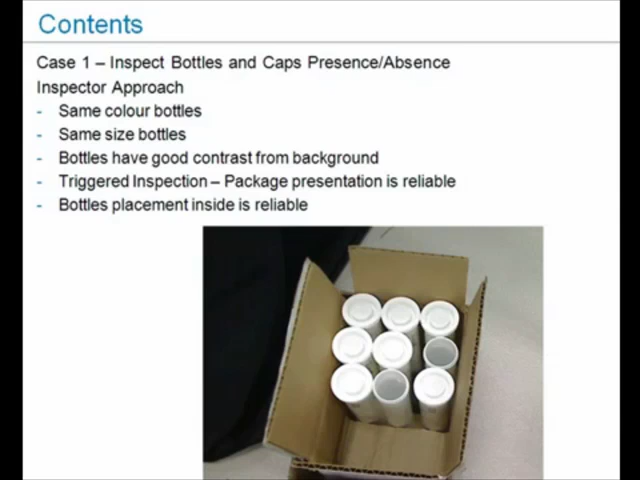 Contents
Case 1 – Inspect Bottles and Caps Presence/Absence
Inspector Approach
- Same colour bottles
- Same size bottles
- Bottles have good contrast from background
- Triggered Inspection – Package presentation is reliable
- Bottles placement inside is reliable